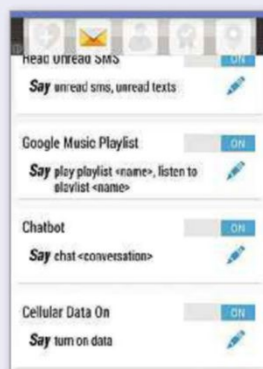 Read Unread SMS ON
Say unread sms, unread texts
Google Music Playlist ON
Say play playlist <name>, listen to
playlist <name>
Chatbot ON
Say chat <conversation>
Cellular Data On ON
Say turn on data